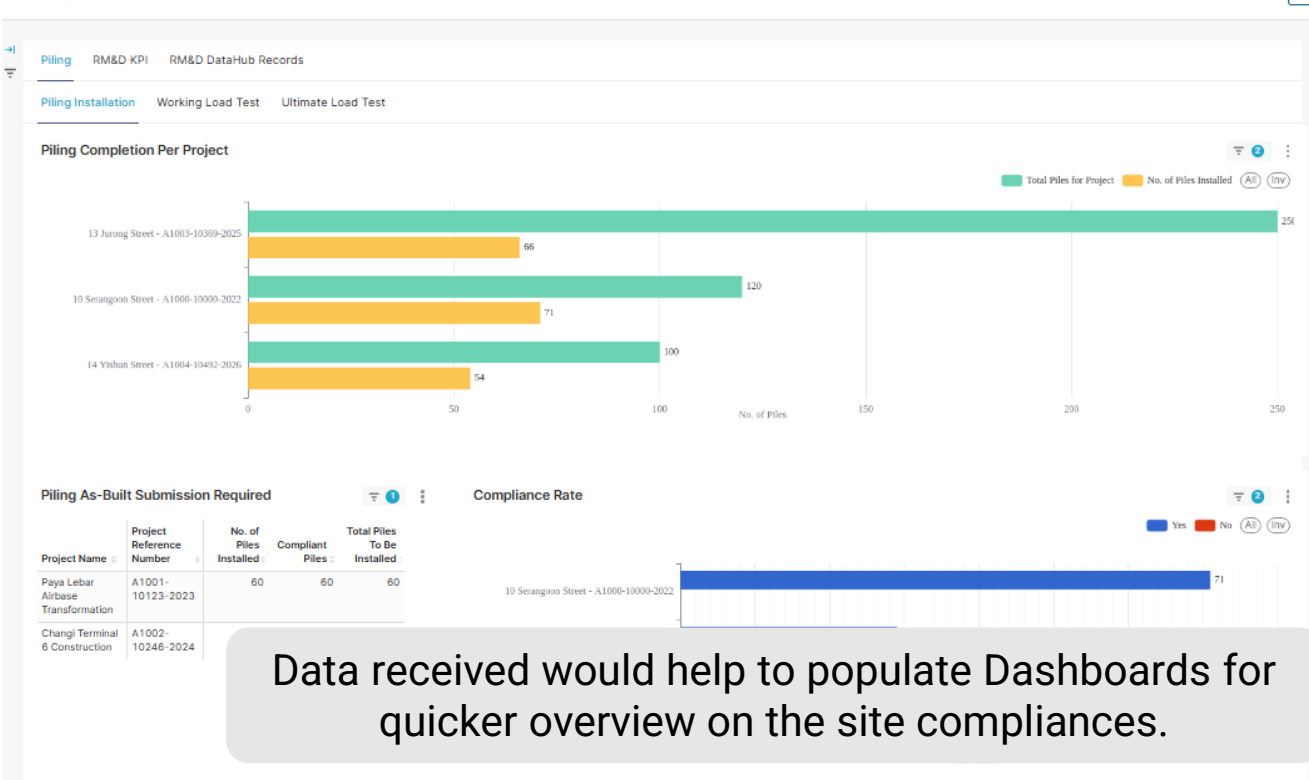 Piling RM&D KPI RM&D DataHub Records
Piling Installation Working Load Test Ultimate Load Test
Piling Completion Per Project
2
Total Piles for Project No. of Piles Installed All Inv
13 Jurong Street - A1003-10369-2025
250
66
10 Serangoon Street - A1000-10000-2022
120
71
14 Yishun Street - A1004-10492-2026
100
54
0 50 100 150 200 250
No. of Piles
Piling As-Built Submission Required
1
Project Name
Project
Reference
Number
No. of
Piles
Installed
Compliant
Piles
Total Piles
To Be
Installed
Paya Lebar
Airbase
Transformation
A1001-
10123-2023
60
60
60
Changi Terminal
6 Construction
A1002-
10246-2024
Compliance Rate
2
Yes No All Inv
10 Serangoon Street - A1000-10000-2022
71
Data received would help to populate Dashboards for
quicker overview on the site compliances.